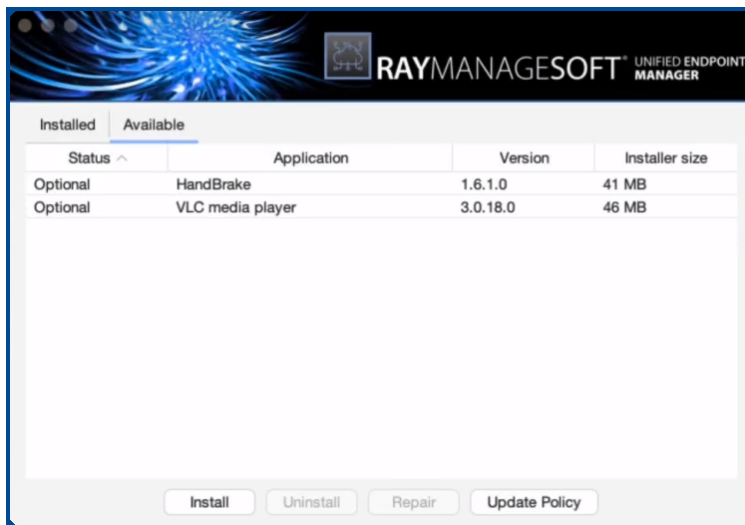 RAYMANAGESOFT® UNIFIED ENDPOINT
MANAGER
Installed Available
Status Application Version Installer size
Optional HandBrake 1.6.1.0 41 MB
Optional VLC media player 3.0.18.0 46 MB
Install Uninstall Repair Update Policy